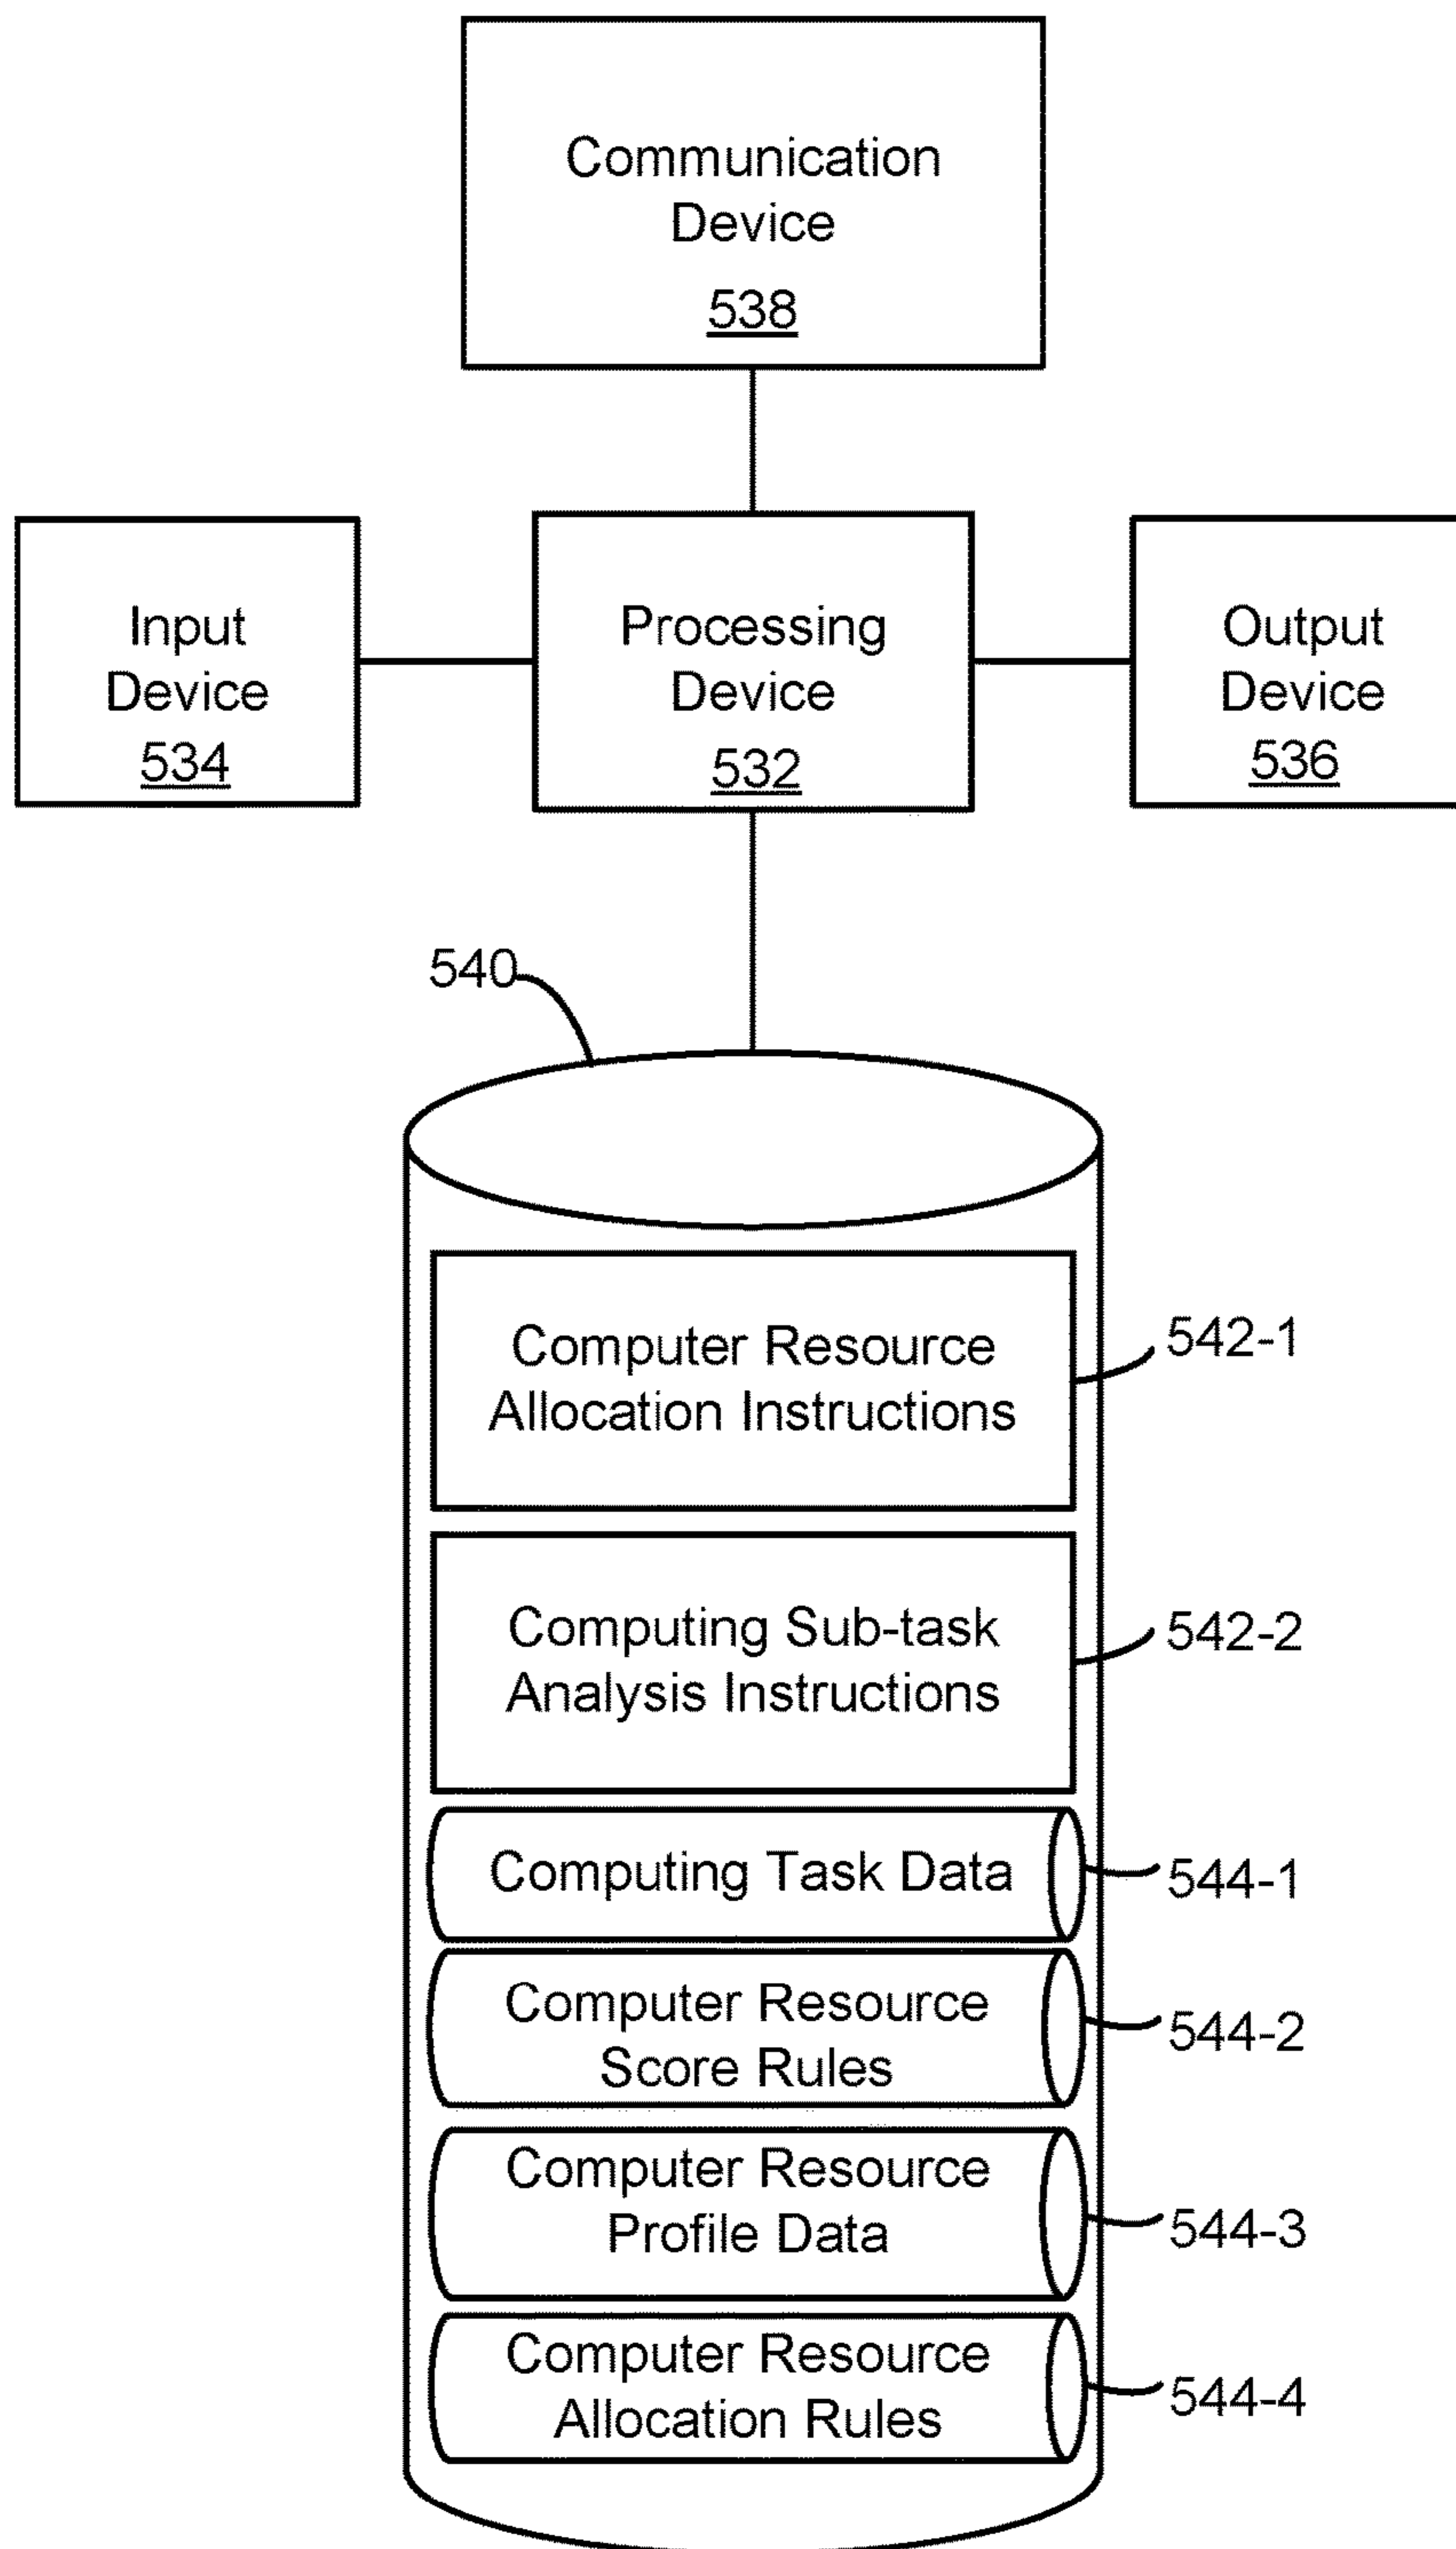 Communication
Device
538
Input
Device
534
Processing
Device
532
Output
Device
536
540
Computer Resource
Allocation Instructions
542-1
Computing Sub-task
Analysis Instructions
542-2
Computing Task Data
544-1
Computer Resource
Score Rules
544-2
Computer Resource
Profile Data
544-3
Computer Resource
Allocation Rules
544-4